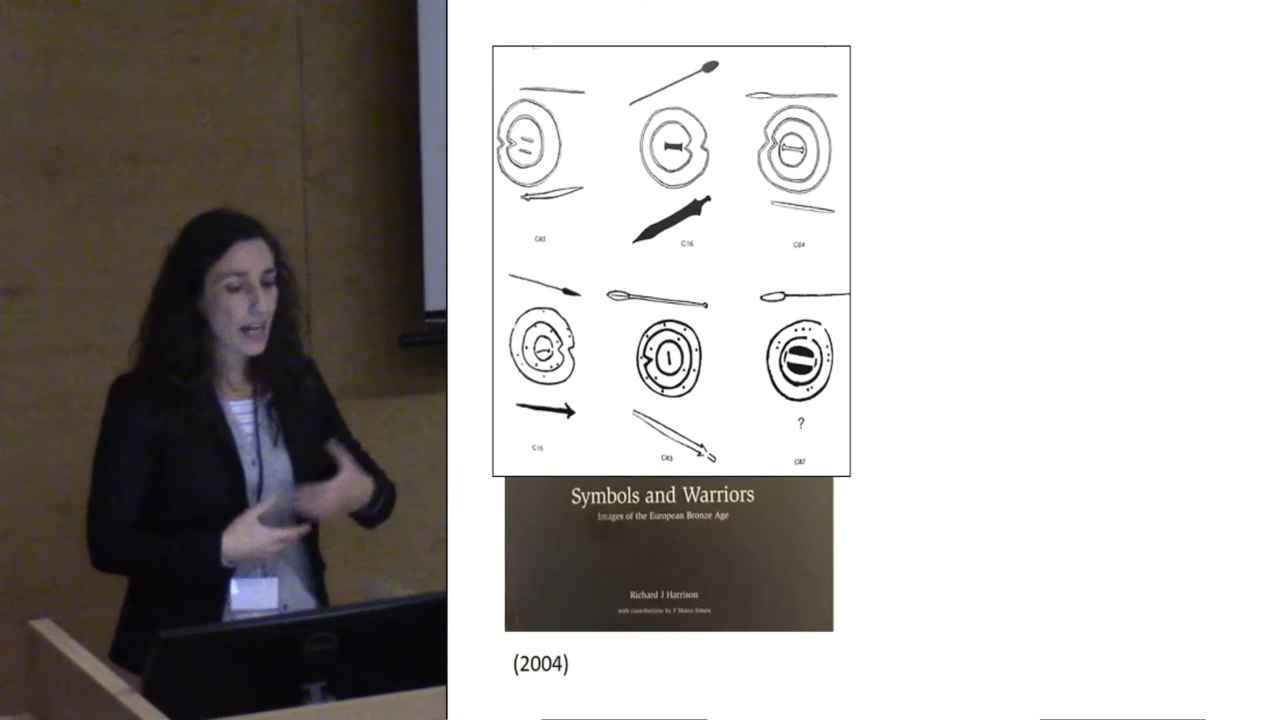 C83
C16
C84
C15
C83
?
C87
Symbols and Warriors
Images of the European Bronze Age
Richard J Harrison
with contributions by F Marco Simón
(2004)